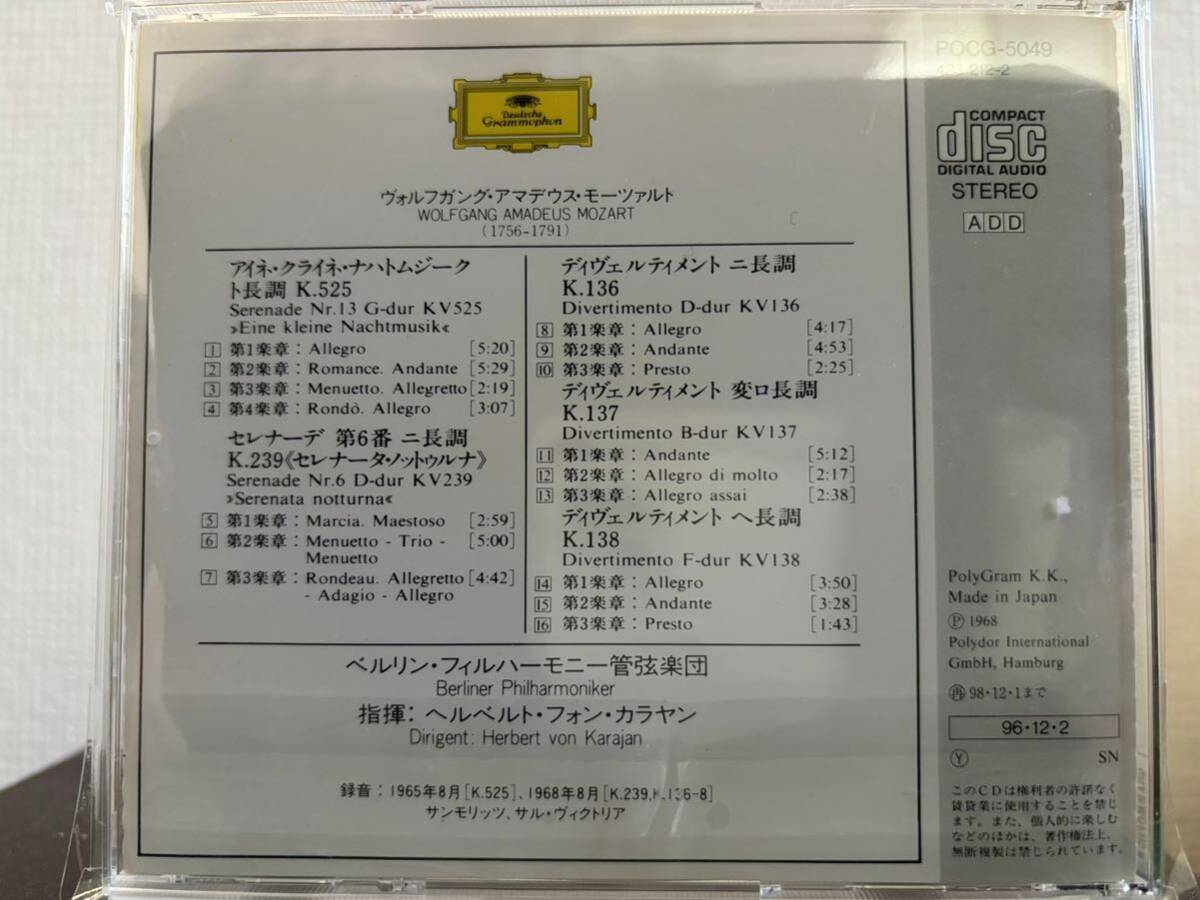 Deutsche
Grammophon
ヴォルフガング・アマデウス・モーツァルト
WOLFGANG AMADEUS MOZART
(1756-1791)
アイネ・クライネ・ナハトムジーク
ト長調 K.525
Serenade Nr.13 G-dur KV525
»Eine kleine Nachtmusik«
1 第1楽章：Allegro [5:20]
2 第2楽章：Romance. Andante [5:29]
3 第3楽章：Menuetto. Allegretto [2:19]
4 第4楽章：Rondò. Allegro [3:07]
セレナーデ 第6番 ニ長調
K.239《セレナータ・ノットゥルナ》
Serenade Nr.6 D-dur KV239
»Serenata notturna«
5 第1楽章：Marcia. Maestoso [2:59]
6 第2楽章：Menuetto - Trio - [5:00]
Menuetto
7 第3楽章：Rondeau. Allegretto [4:42]
- Adagio - Allegro
ディヴェルティメント ニ長調
K.136
Divertimento D-dur KV136
8 第1楽章：Allegro [4:17]
9 第2楽章：Andante [4:53]
10 第3楽章：Presto [2:25]
ディヴェルティメント 変ロ長調
K.137
Divertimento B-dur KV137
11 第1楽章：Andante [5:12]
12 第2楽章：Allegro di molto [2:17]
13 第3楽章：Allegro assai [2:38]
ディヴェルティメント ヘ長調
K.138
Divertimento F-dur KV138
14 第1楽章：Allegro [3:50]
15 第2楽章：Andante [3:28]
16 第3楽章：Presto [1:43]
ベルリン・フィルハーモニー管弦楽団
Berliner Philharmoniker
指揮：ヘルベルト・フォン・カラヤン
Dirigent: Herbert von Karajan
録音：1965年8月[K.525]、1968年8月[K.239,K.136-8]
サンモリッツ、サル・ヴィクトリア
POCG-5049
212-2
COMPACT
disc
DIGITAL AUDIO
STEREO
ADD
PolyGram K.K.,
Made in Japan
Ⓟ 1968
Polydor International
GmbH, Hamburg
㋐98・12・1まで
96・12・2
Ⓨ SN
このCDは権利者の許諾なく
賃貸業に使用することを禁じ
ます。また、個人的に楽しむ
などのほかは、著作権法上、
無断複製は禁じられています。